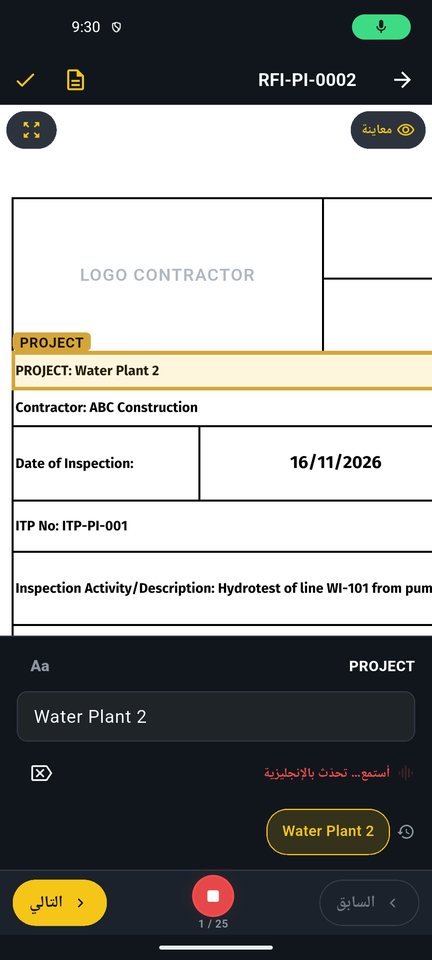 9:30
RFI-PI-0002
معاينة
LOGO CONTRACTOR
PROJECT
PROJECT: Water Plant 2
Contractor: ABC Construction
Date of Inspection:
16/11/2026
ITP No: ITP-PI-001
Inspection Activity/Description: Hydrotest of line WI-101 from pum
Aa
PROJECT
Water Plant 2
أستمع... تحدّث بالإنجليزية
Water Plant 2
التالي
1 / 25
السابق